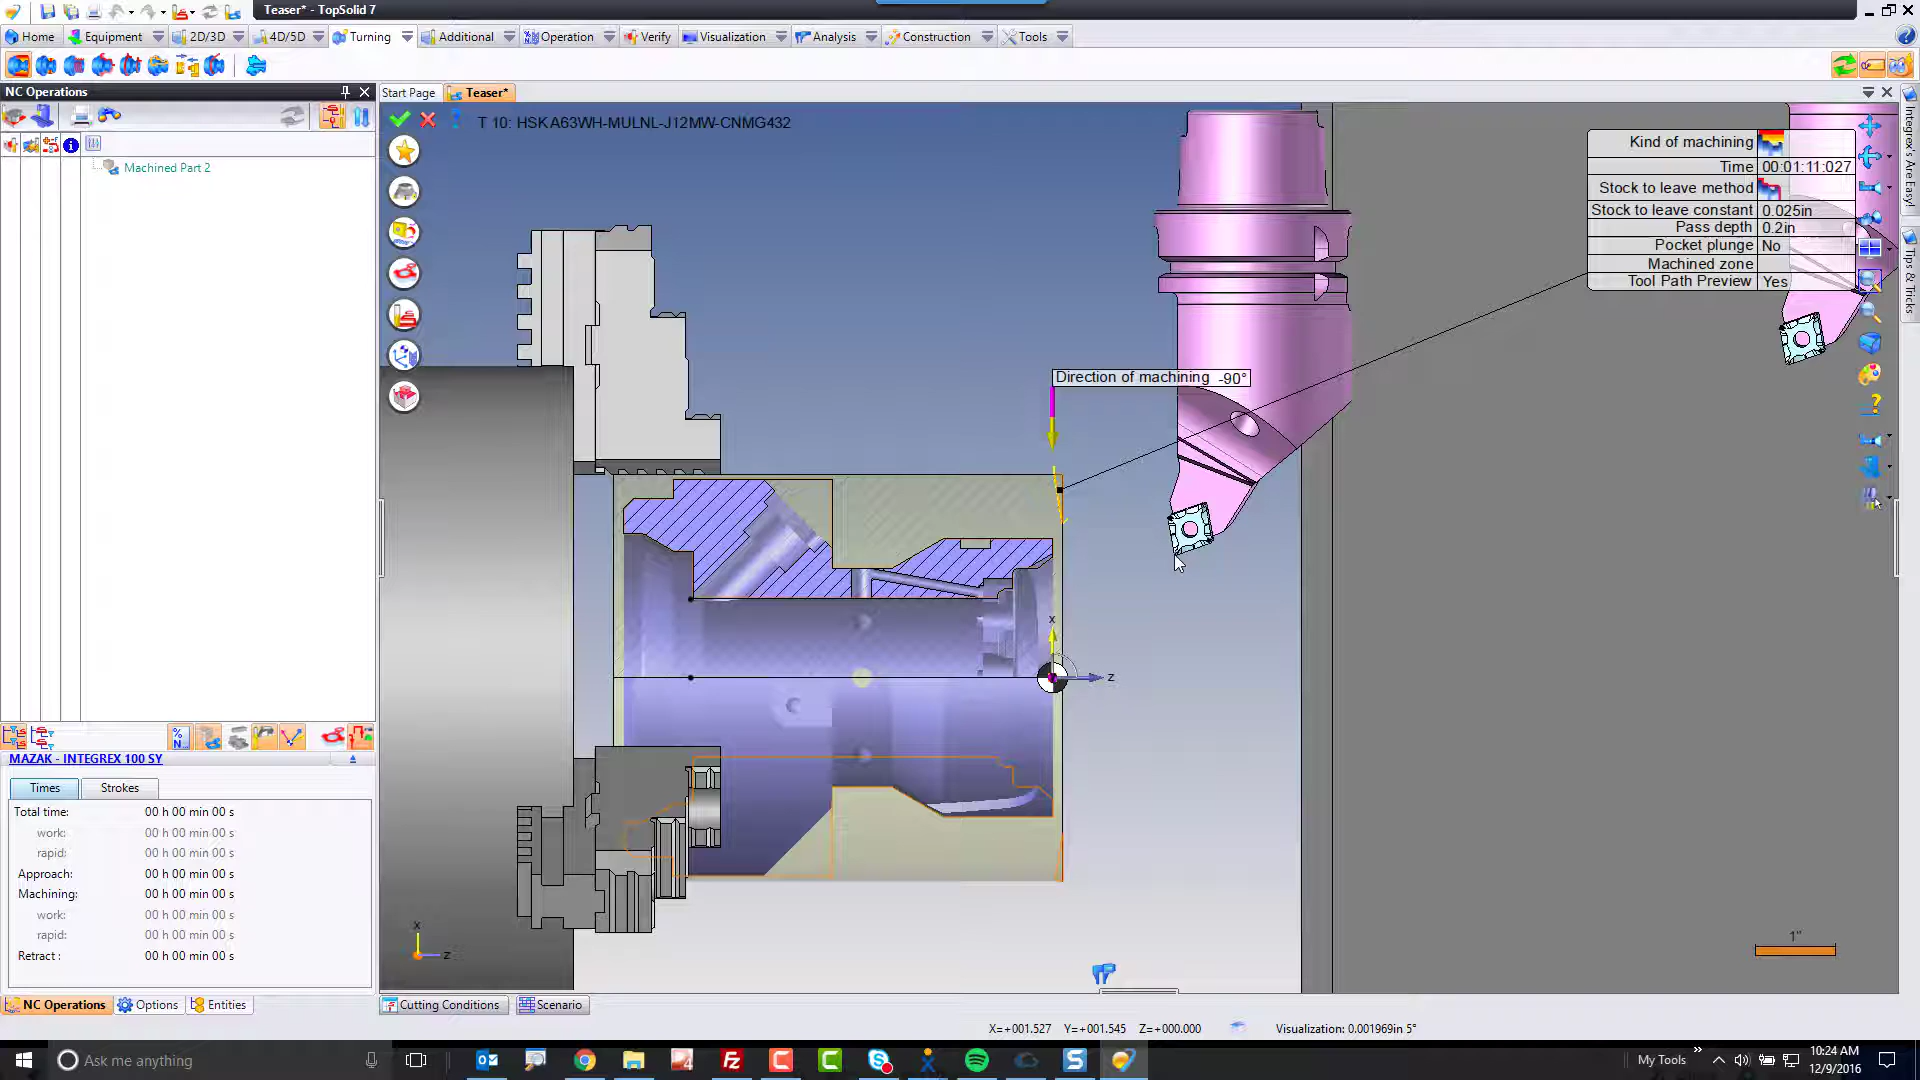 Teaser* - TopSolid 7
Home
Equipment
2D/3D
4D/5D
Turning
Additional
Operation
Verify
Visualization
Analysis
Construction
Tools
NC Operations
Start Page
Teaser*
T 10: HSKA63WH-MULNL-J12MW-CNMG432
Machined Part 2
Kind of machining
Time 00:01:11:027
Stock to leave method
Stock to leave constant 0.025in
Pass depth 0.2in
Pocket plunge No
Machined zone
Tool Path Preview Yes
Integrex's Are Easy!
Tips & Tricks
Direction of machining -90°
x
z
MAZAK - INTEGREX 100 SY
Times
Strokes
Total time: 00 h 00 min 00 s
work: 00 h 00 min 00 s
rapid: 00 h 00 min 00 s
Approach: 00 h 00 min 00 s
Machining: 00 h 00 min 00 s
work: 00 h 00 min 00 s
rapid: 00 h 00 min 00 s
Retract : 00 h 00 min 00 s
x
z
1"
NC Operations
Options
Entities
Cutting Conditions
Scenario
X=+001.527 Y=+001.545 Z=+000.000
Visualization: 0.001969in 5°
Ask me anything
My Tools
10:24 AM
12/9/2016